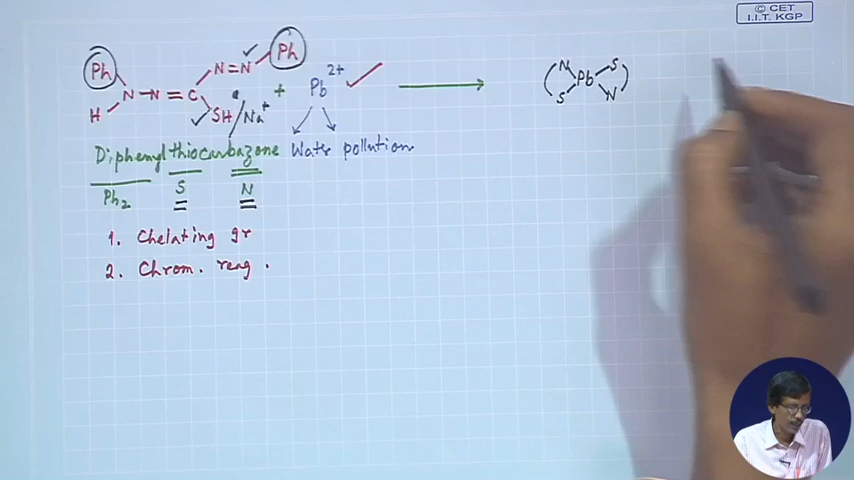 © CET
I.I.T. KGP
Ph N=N Ph
H N-N=C SH Na+ + Pb2+ N S Pb S N
Diphenylthiocarbazone Water pollution
Ph2 S N
1. Chelating gr
2. Chrom. reag.